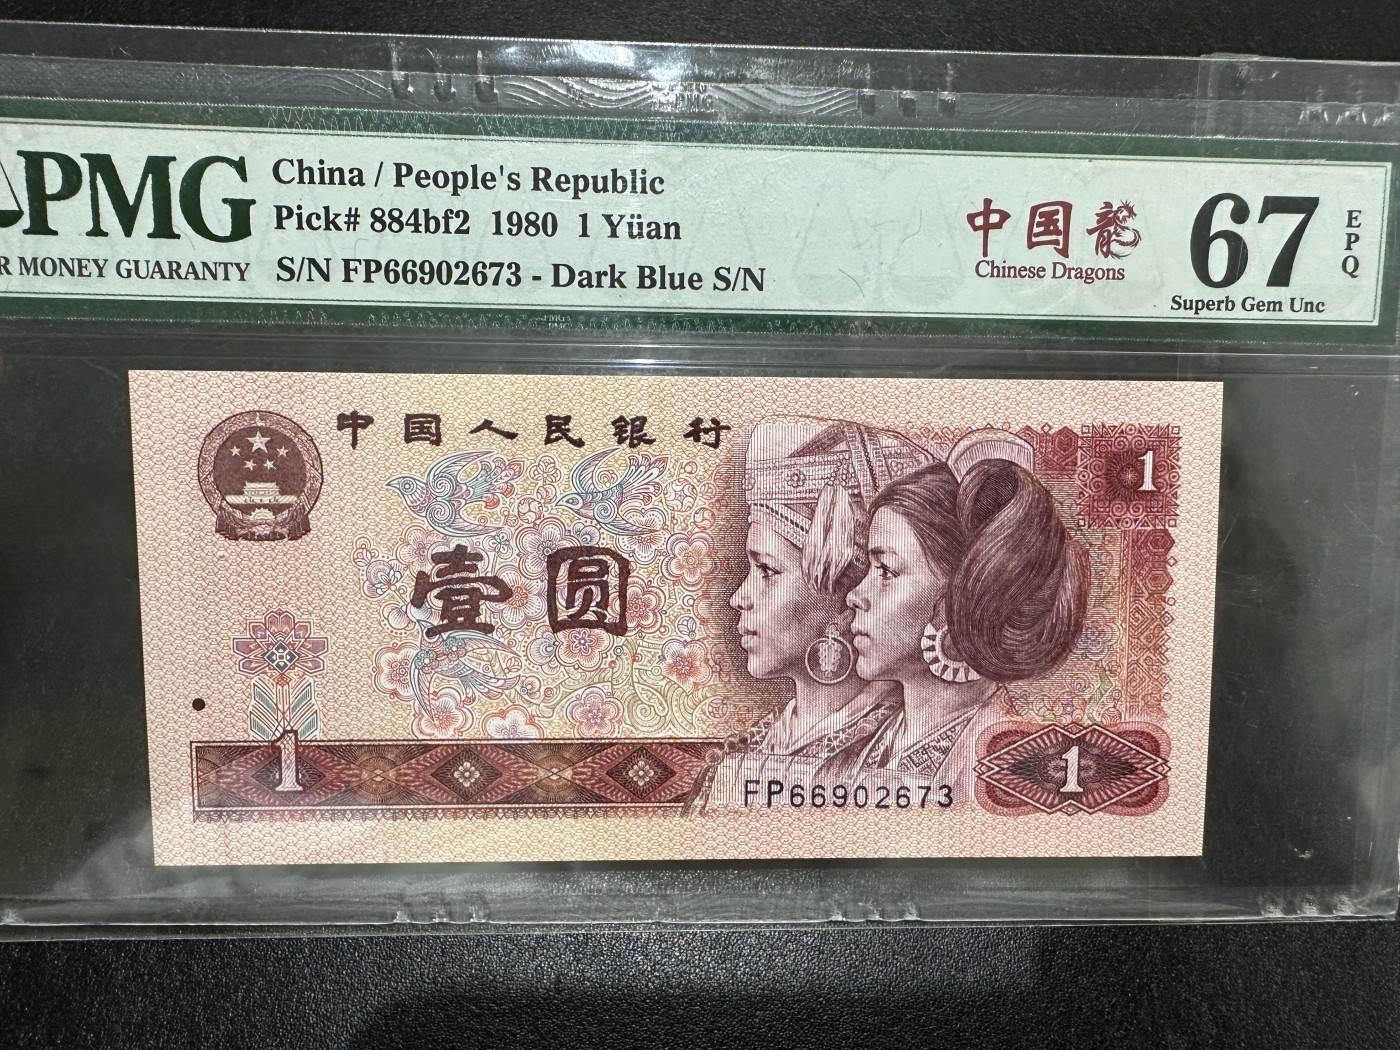 PMG
China / People's Republic
Pick# 884bf2 1980 1 Yüan
S/N FP66902673 - Dark Blue S/N
R MONEY GUARANTY
中国龍
Chinese Dragons
67
EPQ
Superb Gem Unc
中国人民银行
1
壹圆
1
FP66902673
1